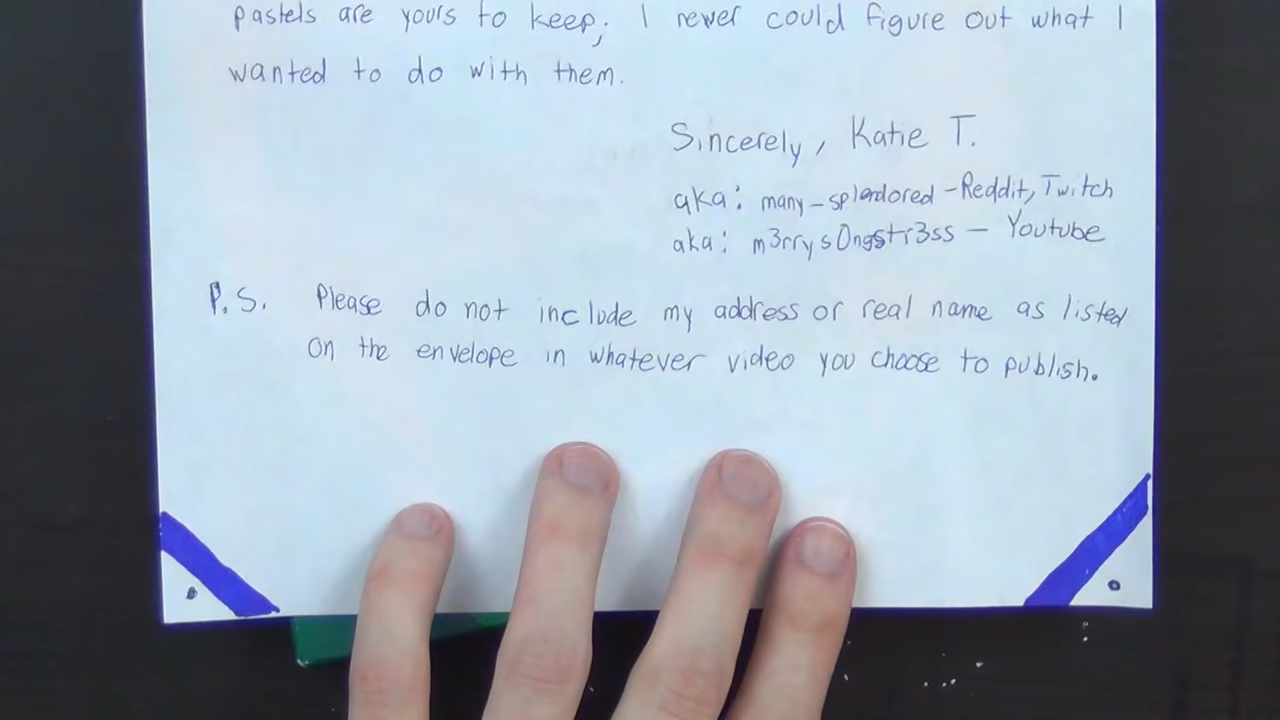 pastels are yours to keep; I never could figure out what I
wanted to do with them.
Sincerely, Katie T.
aka: many-splendored - Reddit, Twitch
aka: m3rrys0ngstr3ss - Youtube
P.S. Please do not include my address or real name as listed
on the envelope in whatever video you choose to publish.